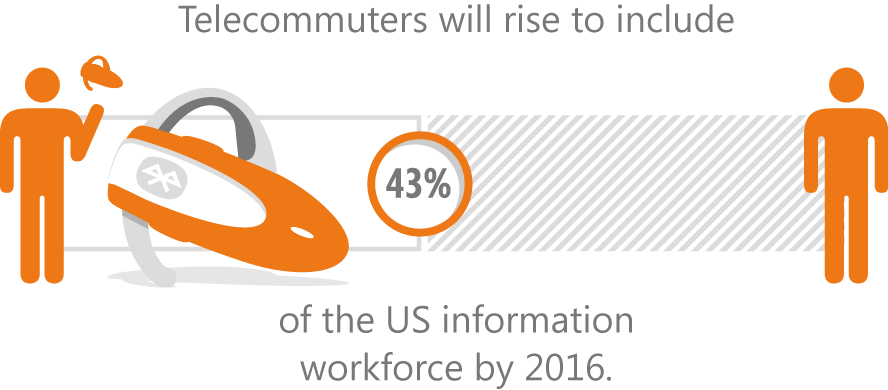 Telecommuters will rise to include
43%
of the US information
workforce by 2016.